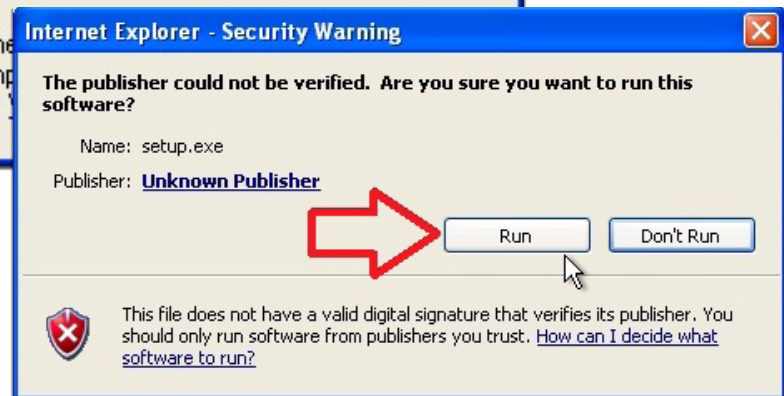 Internet Explorer - Security Warning
The publisher could not be verified. Are you sure you want to run this
software?
Name: setup.exe
Publisher: Unknown Publisher
Run Don't Run
This file does not have a valid digital signature that verifies its publisher. You
should only run software from publishers you trust. How can I decide what
software to run?